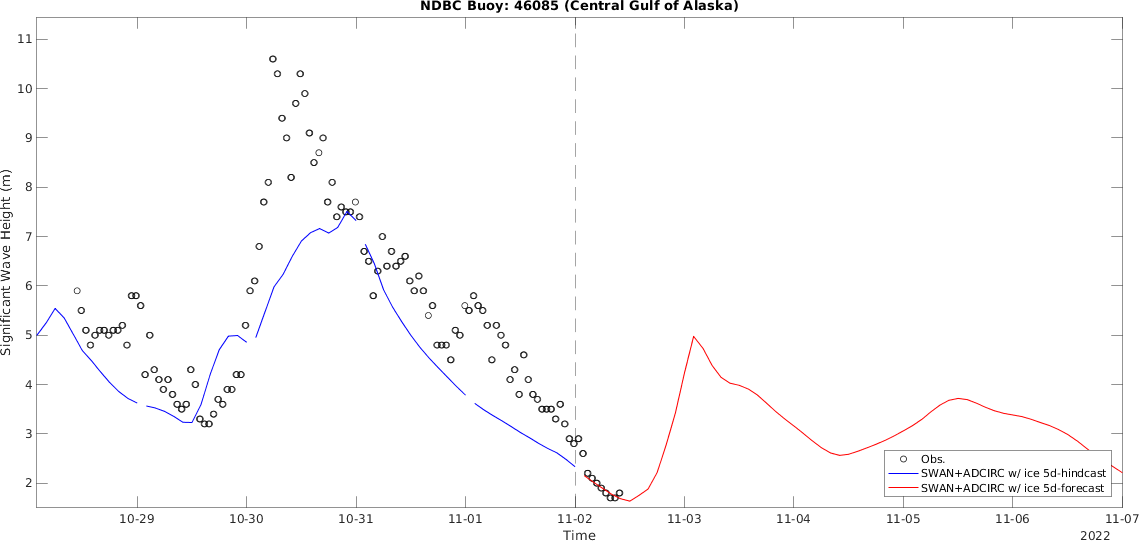 NDBC Buoy: 46085 (Central Gulf of Alaska)
11
10
9
8
7
6
5
4
3
2
Significant Wave Height (m)
Obs.
SWAN+ADCIRC w/ ice 5d-hindcast
SWAN+ADCIRC w/ ice 5d-forecast
10-29 10-30 10-31 11-01 11-02 11-03 11-04 11-05 11-06 11-07
Time
2022